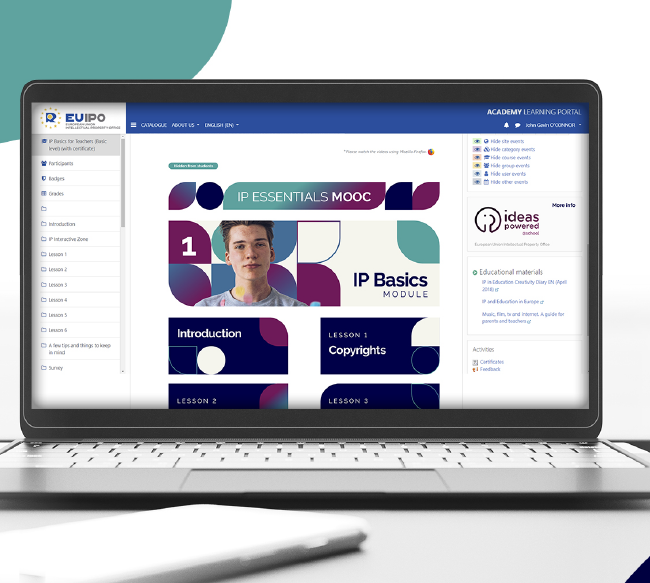 EUIPO
EUROPEAN UNION
INTELLECTUAL PROPERTY OFFICE
ACADEMY LEARNING PORTAL
CATALOGUE ABOUT US ENGLISH (EN)
John Gavin O'CONNOR
IP Basics for Teachers (Basic
level) (with certificate)
Participants
Badges
Grades
Introduction
IP Interactive Zone
Lesson 1
Lesson 2
Lesson 3
Lesson 4
Lesson 5
Lesson 6
A few tips and things to keep
in mind
Survey
*Please watch the videos using Mozilla Firefox
Hidden from students
IP ESSENTIALS MOOC
1
IP Basics
MODULE
Introduction
LESSON 1
Copyrights
LESSON 2
LESSON 3
Hide site events
Hide category events
Hide course events
Hide group events
Hide user events
Hide other events
More info
ideas
powered
@school
European Union Intellectual Property Office
Educational materials
IP in Education Creativity Diary EN (April
2018)
IP and Education in Europe
Music, film, tv and internet. A guide for
parents and teachers
Activities
Certificates
Feedback